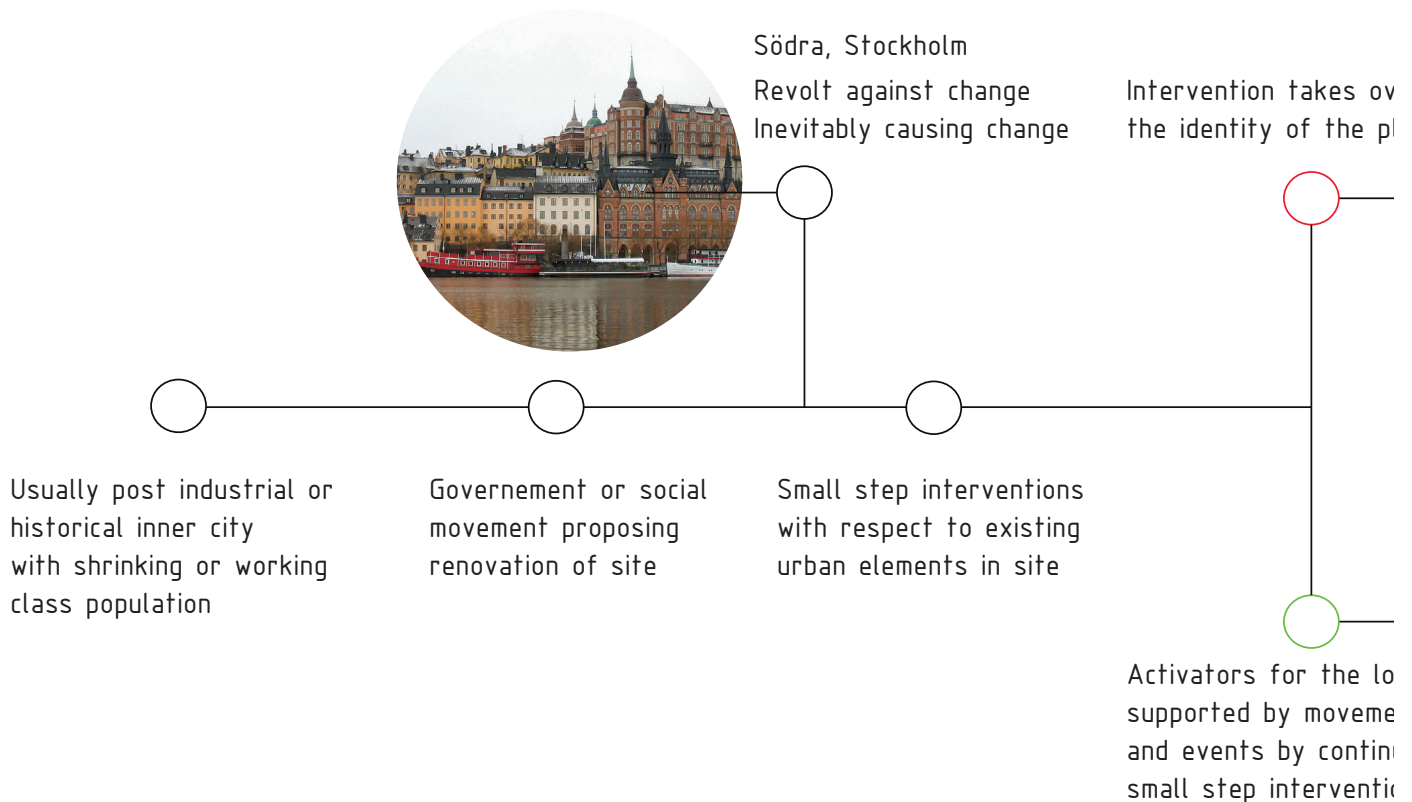 Södra, Stockholm
Revolt against change
Inevitably causing change
Intervention takes
the identity of the
Usually post industrial or
historical inner city
with shrinking or working
class population
Governement or social
movement proposing
renovation of site
Small step interventions
with respect to existing
urban elements in site
Activators for the
supported by
and events by
small step